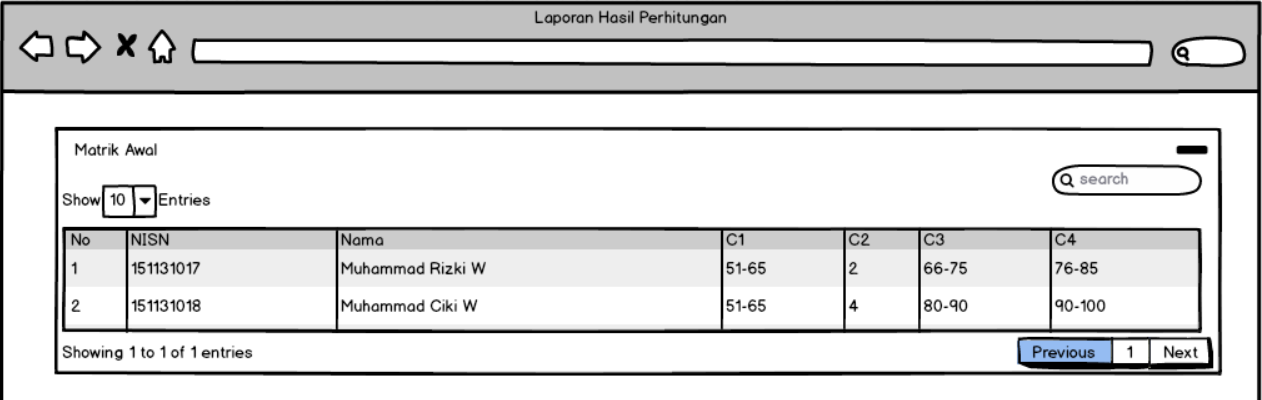 Laporan Hasil Perhitungan
Matrik Awal
search
Show 10 Entries
No NISN Nama C1 C2 C3 C4
1 151131017 Muhammad Rizki W 51-65 2 66-75 76-85
2 151131018 Muhammad Ciki W 51-65 4 80-90 90-100
Showing 1 to 1 of 1 entries
Previous 1 Next